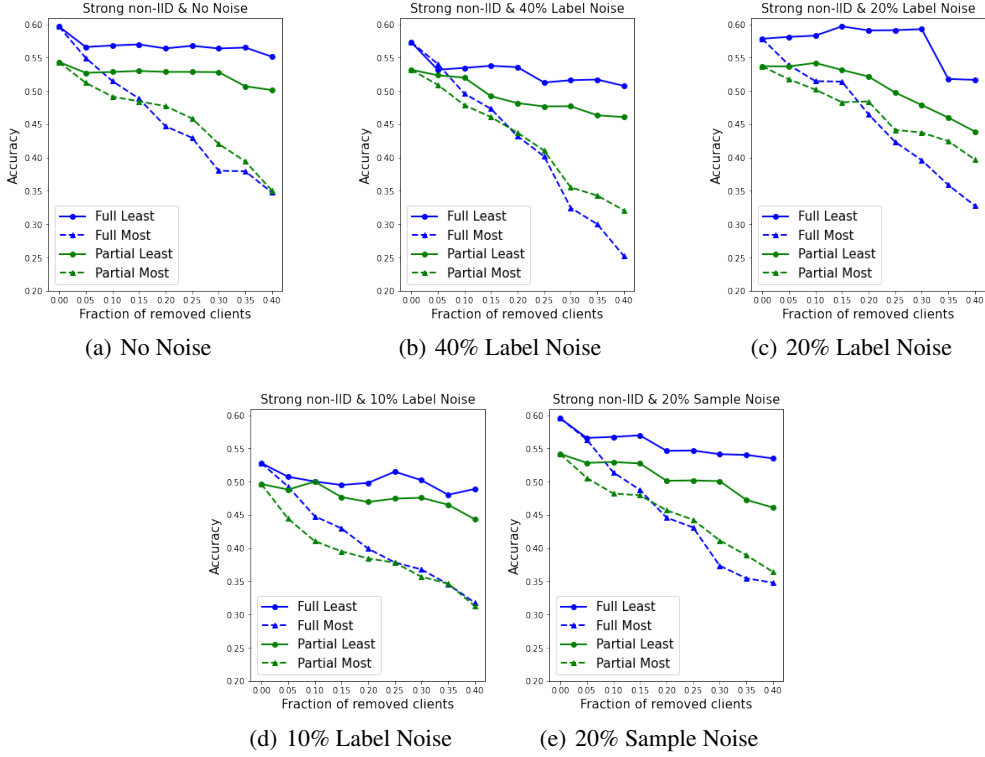 Strong non-IID & No Noise
0.60
0.55
0.50
0.45
0.40
0.35
0.30
0.25
0.20
Accuracy
Full Least
Full Most
Partial Least
Partial Most
0.00 0.05 0.10 0.15 0.20 0.25 0.30 0.35 0.40
Fraction of removed clients
(a) No Noise
Strong non-IID & 40% Label Noise
0.60
0.55
0.50
0.45
0.40
0.35
0.30
0.25
0.20
Accuracy
Full Least
Full Most
Partial Least
Partial Most
0.00 0.05 0.10 0.15 0.20 0.25 0.30 0.35 0.40
Fraction of removed clients
(b) 40% Label Noise
Strong non-IID & 20% Label Noise
0.60
0.55
0.50
0.45
0.40
0.35
0.30
0.25
0.20
Accuracy
Full Least
Full Most
Partial Least
Partial Most
0.00 0.05 0.10 0.15 0.20 0.25 0.30 0.35 0.40
Fraction of removed clients
(c) 20% Label Noise
Strong non-IID & 10% Label Noise
0.60
0.55
0.50
0.45
0.40
0.35
0.30
0.25
0.20
Accuracy
Full Least
Full Most
Partial Least
Partial Most
0.00 0.05 0.10 0.15 0.20 0.25 0.30 0.35 0.40
Fraction of removed clients
(d) 10% Label Noise
Strong non-IID & 20% Sample Noise
0.60
0.55
0.50
0.45
0.40
0.35
0.30
0.25
0.20
Accuracy
Full Least
Full Most
Partial Least
Partial Most
0.00 0.05 0.10 0.15 0.20 0.25 0.30 0.35 0.40
Fraction of removed clients
(e) 20% Sample Noise